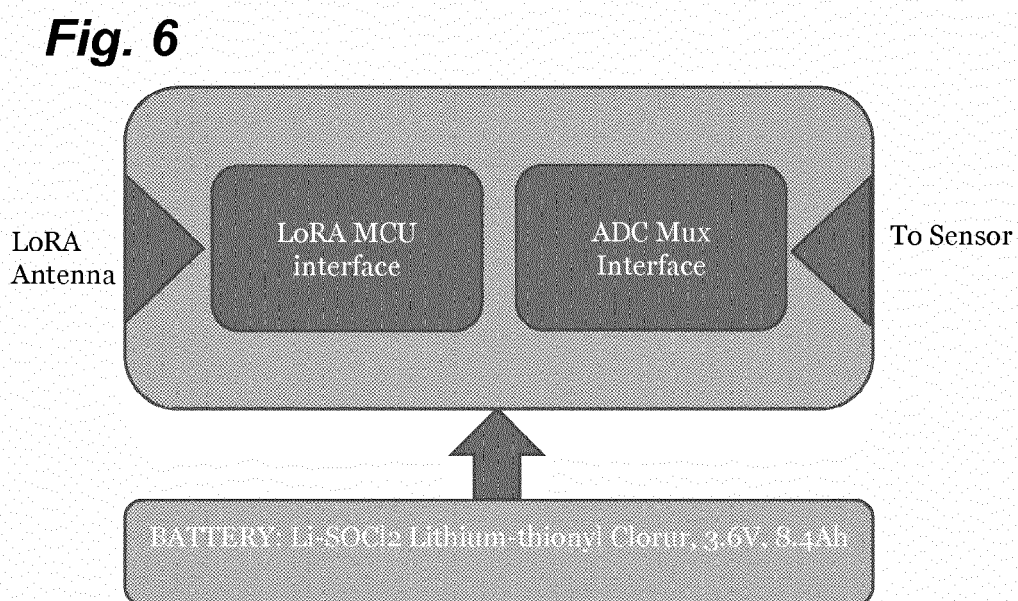 Fig. 6
LoRA
Antenna
LoRA MCU
interface
ADC Mux
Interface
To Sensor
BATTERY: Li-SOCl2 Lithium-thionyl Clorur, 3.6V, 8.4Ah